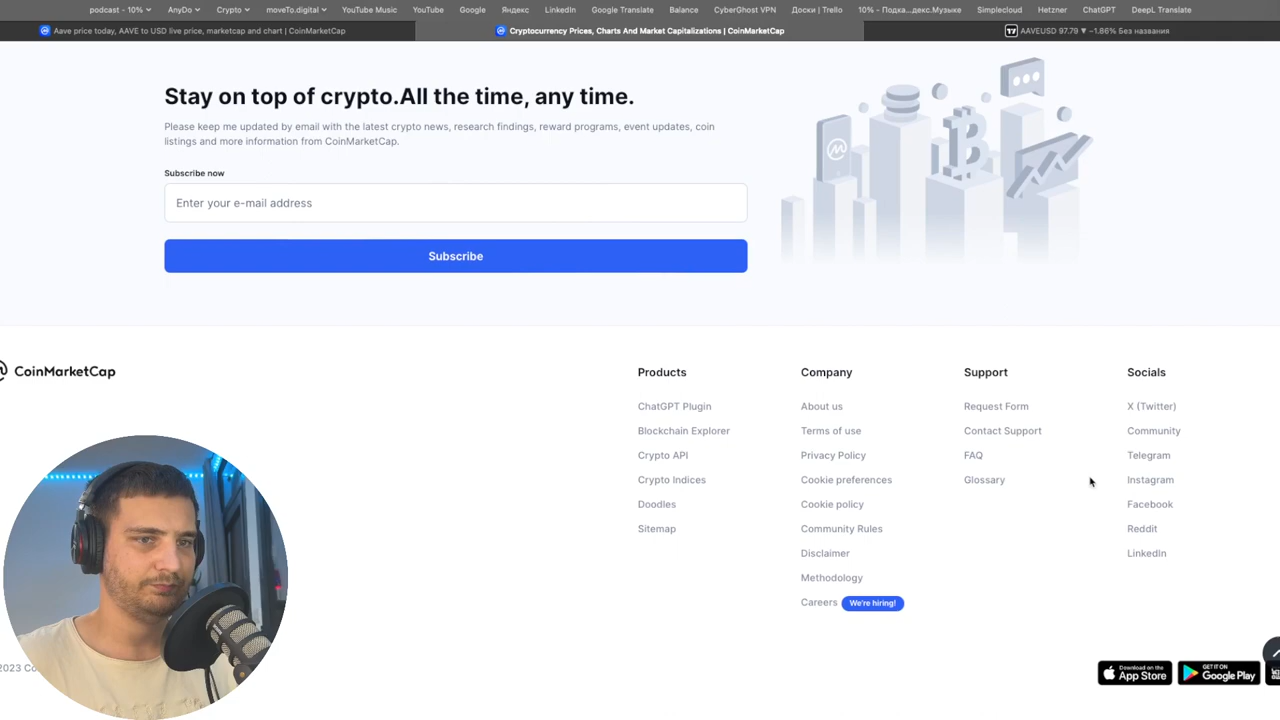 podcast - 10% AnyDo Crypto moveTo.digital YouTube Music YouTube Google Яндекс LinkedIn Google Translate Balance CyberGhost VPN Доски | Trello 10% - Подка...декс.Музыке Simplecloud Hetzner ChatGPT DeepL Translate
Aave price today, AAVE to USD live price, marketcap and chart | CoinMarketCap
Cryptocurrency Prices, Charts And Market Capitalizations | CoinMarketCap
AAVEUSD 97.79 ▼ −1.86% Без названия
Stay on top of crypto.All the time, any time.
Please keep me updated by email with the latest crypto news, research findings, reward programs, event updates, coin
listings and more information from CoinMarketCap.
Subscribe now
Enter your e-mail address
Subscribe
CoinMarketCap
Products
ChatGPT Plugin
Blockchain Explorer
Crypto API
Crypto Indices
Doodles
Sitemap
Company
About us
Terms of use
Privacy Policy
Cookie preferences
Cookie policy
Community Rules
Disclaimer
Methodology
Careers We're hiring!
Support
Request Form
Contact Support
FAQ
Glossary
Socials
X (Twitter)
Community
Telegram
Instagram
Facebook
Reddit
LinkedIn
2023 Co
Download on the
App Store
GET IT ON
Google Play